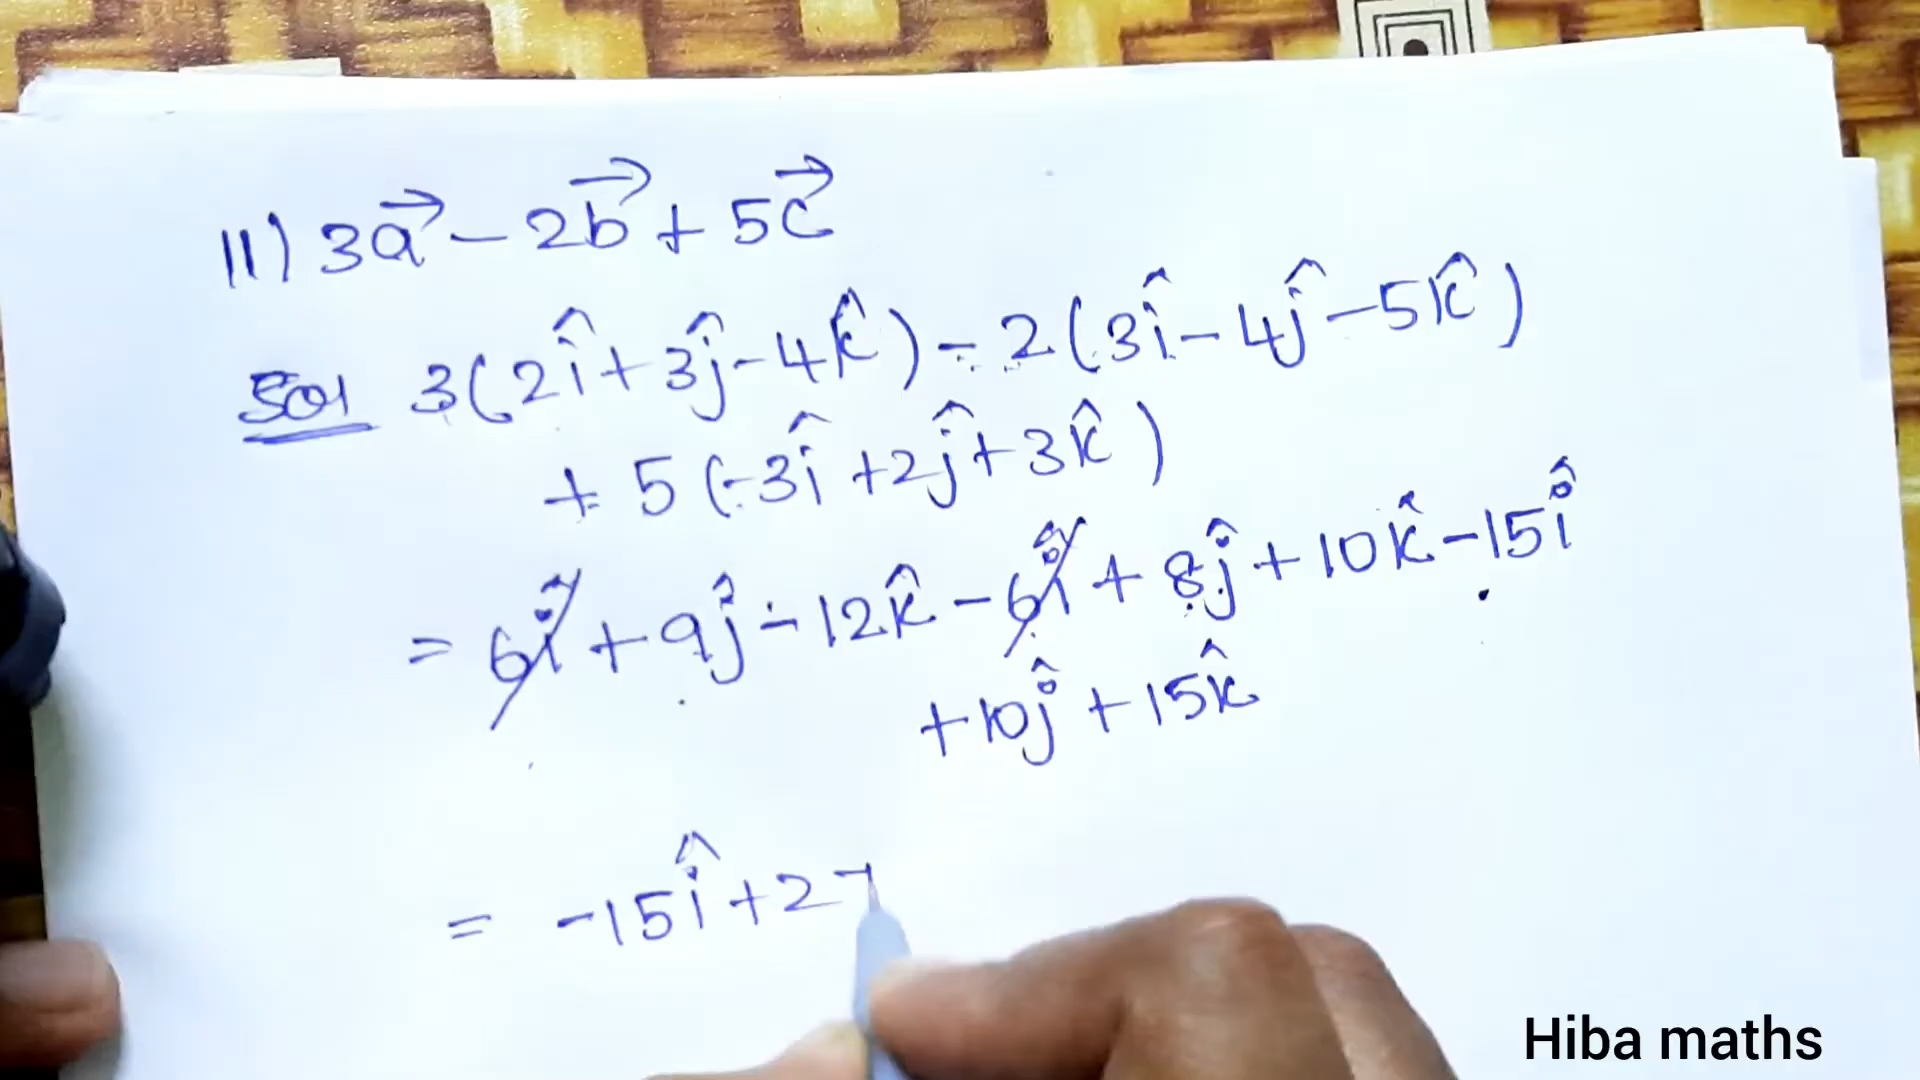 11) 3a⃗ - 2b⃗ + 5c⃗
Sol 3(2î + 3ĵ - 4k̂) - 2(3î - 4ĵ - 5k̂)
+ 5(-3î + 2ĵ + 3k̂)
= 6î + 9ĵ - 12k̂ - 6î + 8ĵ + 10k̂ - 15î
+ 10ĵ + 15k̂
= -15î + 27
Hiba maths